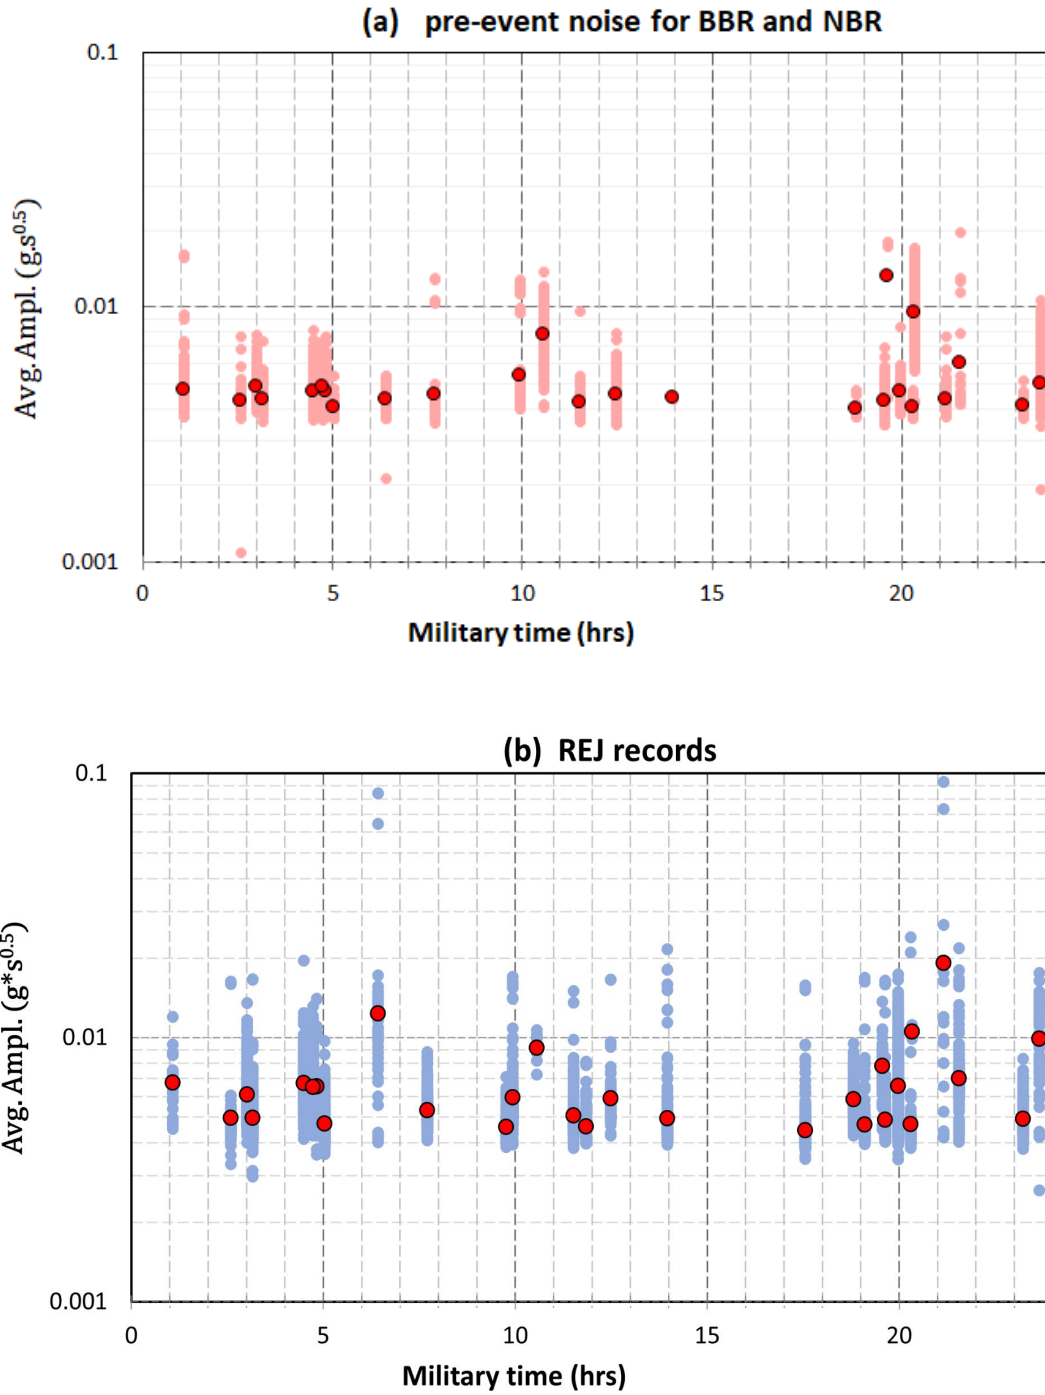 (a) pre-event noise for BBR and NBR
0.1
0.01
0.001
Avg. Ampl. (g.s^0.5)
0 5 10 15 20
Military time (hrs)
(b) REJ records
0.1
0.01
0.001
Avg. Ampl. (g*s^0.5)
0 5 10 15 20
Military time (hrs)